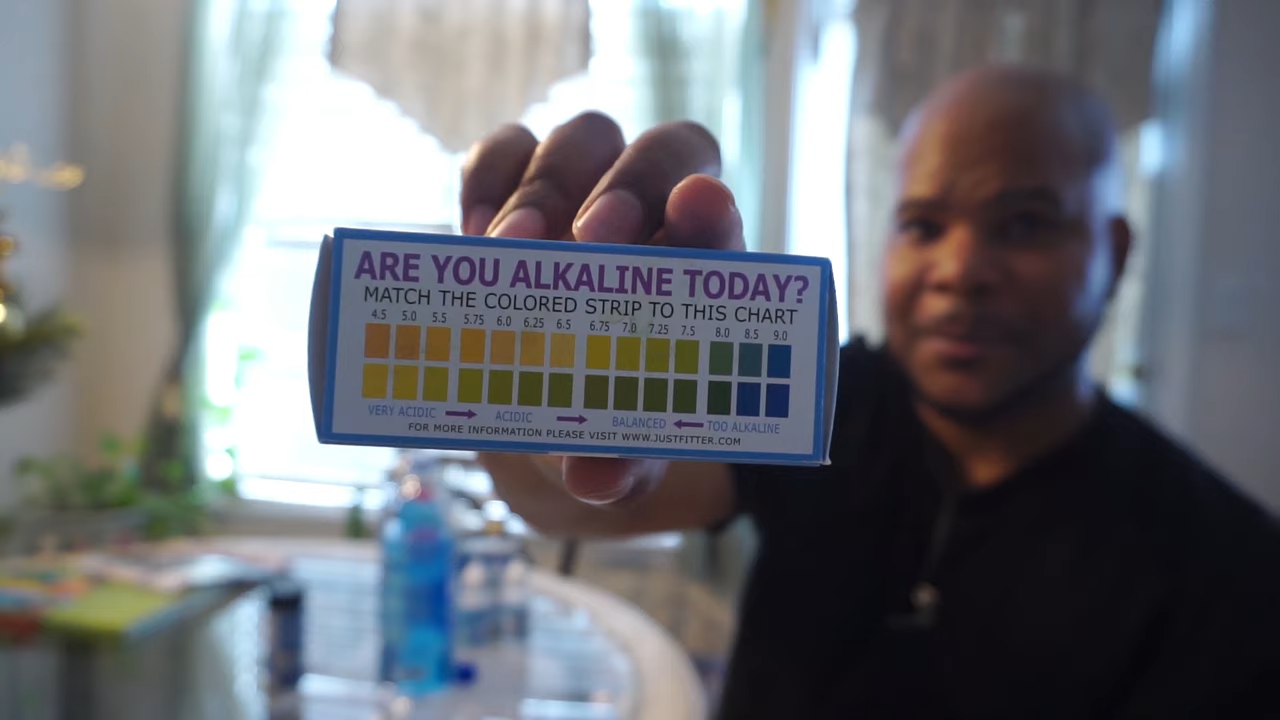 ARE YOU ALKALINE TODAY?
MATCH THE COLORED STRIP TO THIS CHART
4.5 5.0 5.5 5.75 6.0 6.25 6.5 6.75 7.0 7.25 7.5 8.0 8.5 9.0
VERY ACIDIC ACIDIC BALANCED TOO ALKALINE
FOR MORE INFORMATION PLEASE VISIT WWW.JUSTFITTER.COM